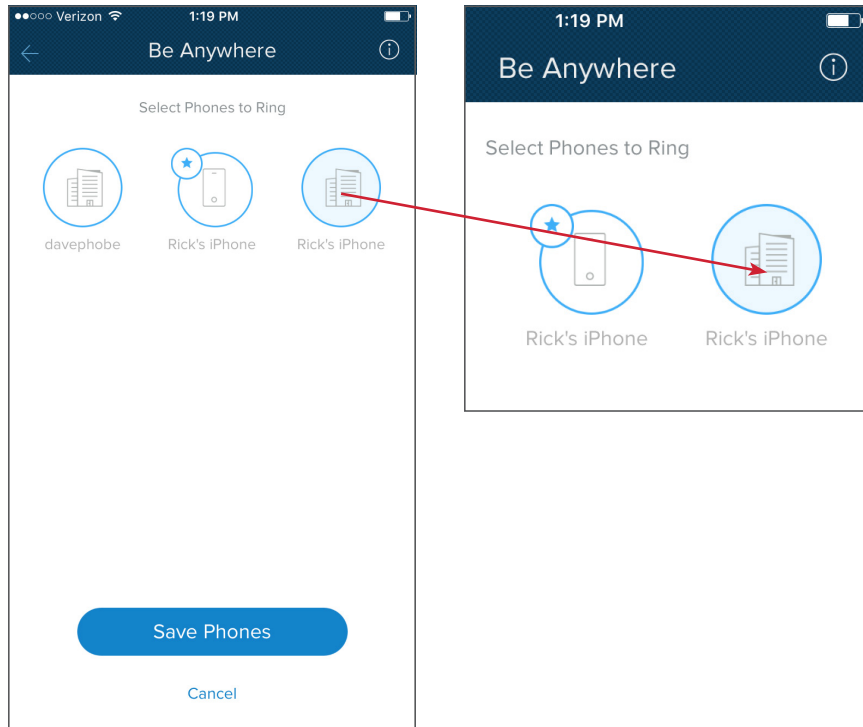 Verizon 1:19 PM
Be Anywhere
Select Phones to Ring
davephobe Rick's iPhone Rick's iPhone
Save Phones
Cancel
1:19 PM
Be Anywhere
Select Phones to Ring
Rick's iPhone Rick's iPhone